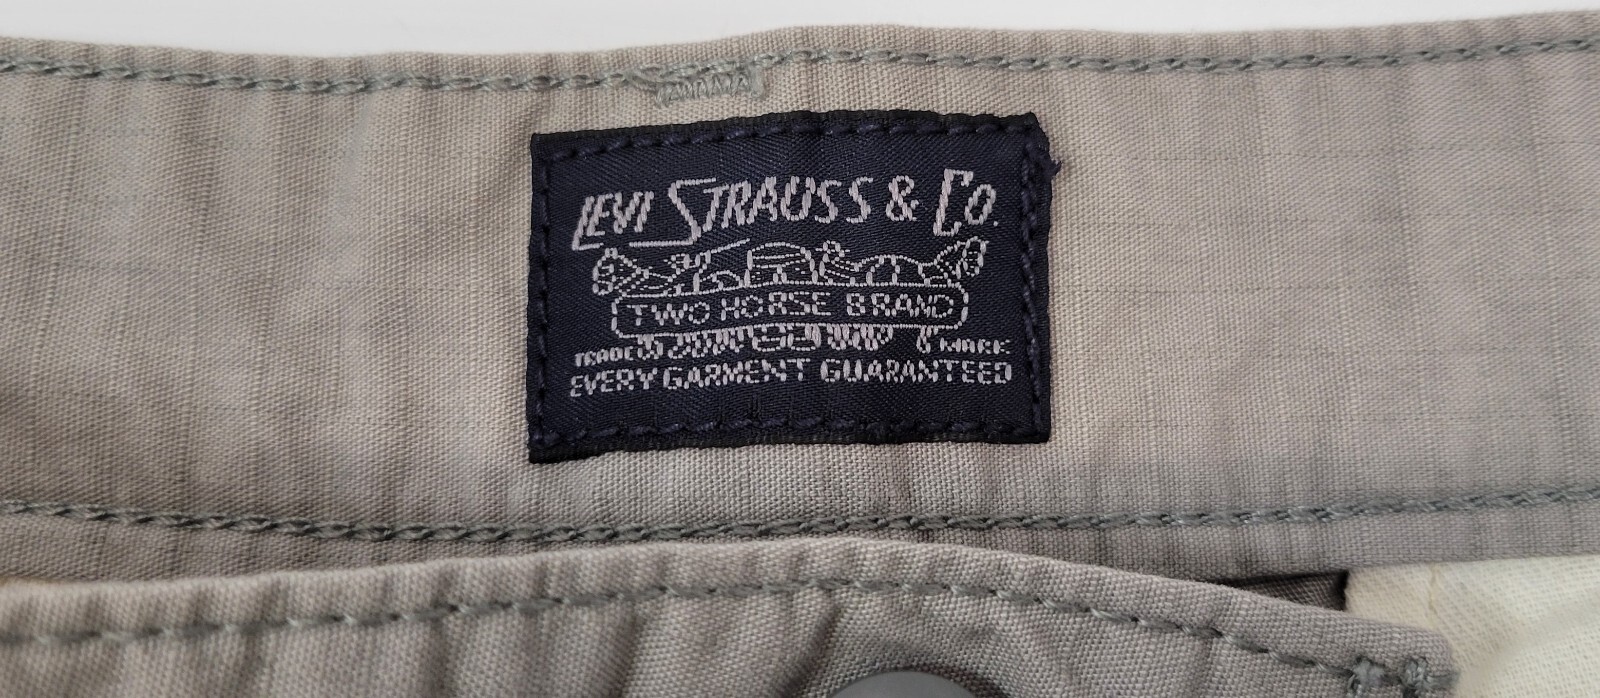 LEVI STRAUSS & CO.
TWO HORSE BRAND
TRADE MARK
EVERY GARMENT GUARANTEED